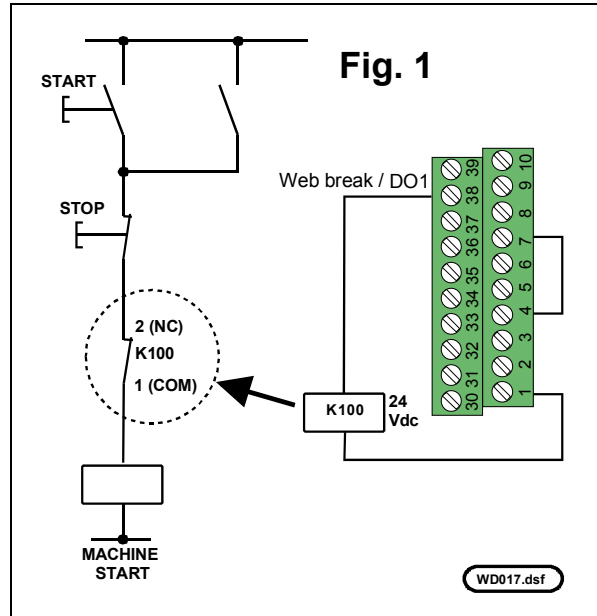 Fig. 1
START
STOP
2 (NC)
K100
1 (COM)
MACHINE
START
Web break / DO1
K100
24
Vdc
39
38
37
36
35
34
33
32
31
30
10
9
8
7
6
5
4
3
2
1
WD017.dsf